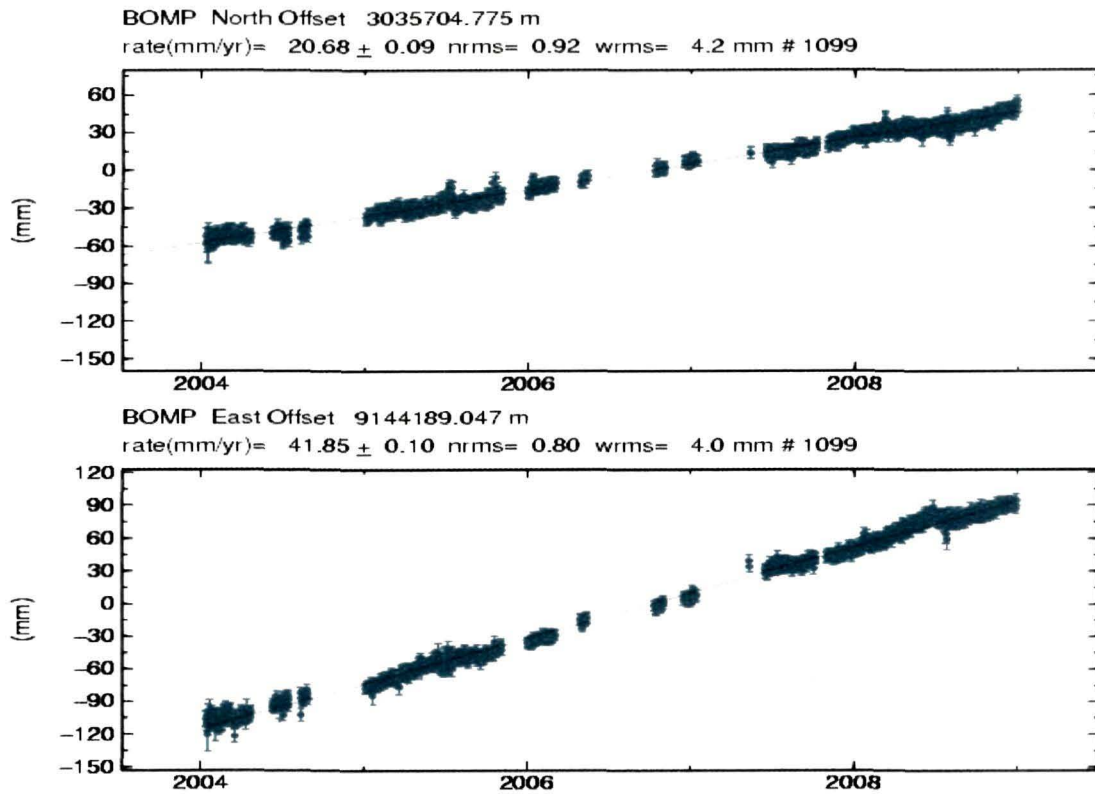 BOMP North Offset 3035704.775 m
rate(mm/yr)= 20.68 ± 0.09 nrms= 0.92 wrms= 4.2 mm # 1099
60
30
0
−30
−60
−90
−120
−150
(mm)
2004 2006 2008
BOMP East Offset 9144189.047 m
rate(mm/yr)= 41.85 ± 0.10 nrms= 0.80 wrms= 4.0 mm # 1099
120
90
60
30
0
−30
−60
−90
−120
−150
(mm)
2004 2006 2008